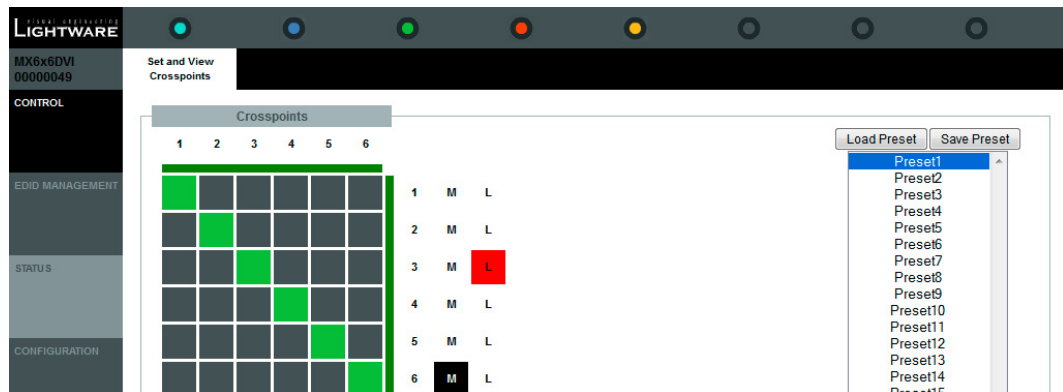 visual engineering
LIGHTWARE
MX6x6DVI
00000049
Set and View
Crosspoints
CONTROL
Crosspoints
1 2 3 4 5 6
Load Preset Save Preset
EDID MANAGEMENT
STATUS
CONFIGURATION
1 M L
2 M L
3 M L
4 M L
5 M L
6 M L
Preset1
Preset2
Preset3
Preset4
Preset5
Preset6
Preset7
Preset8
Preset9
Preset10
Preset11
Preset12
Preset13
Preset14
Preset15